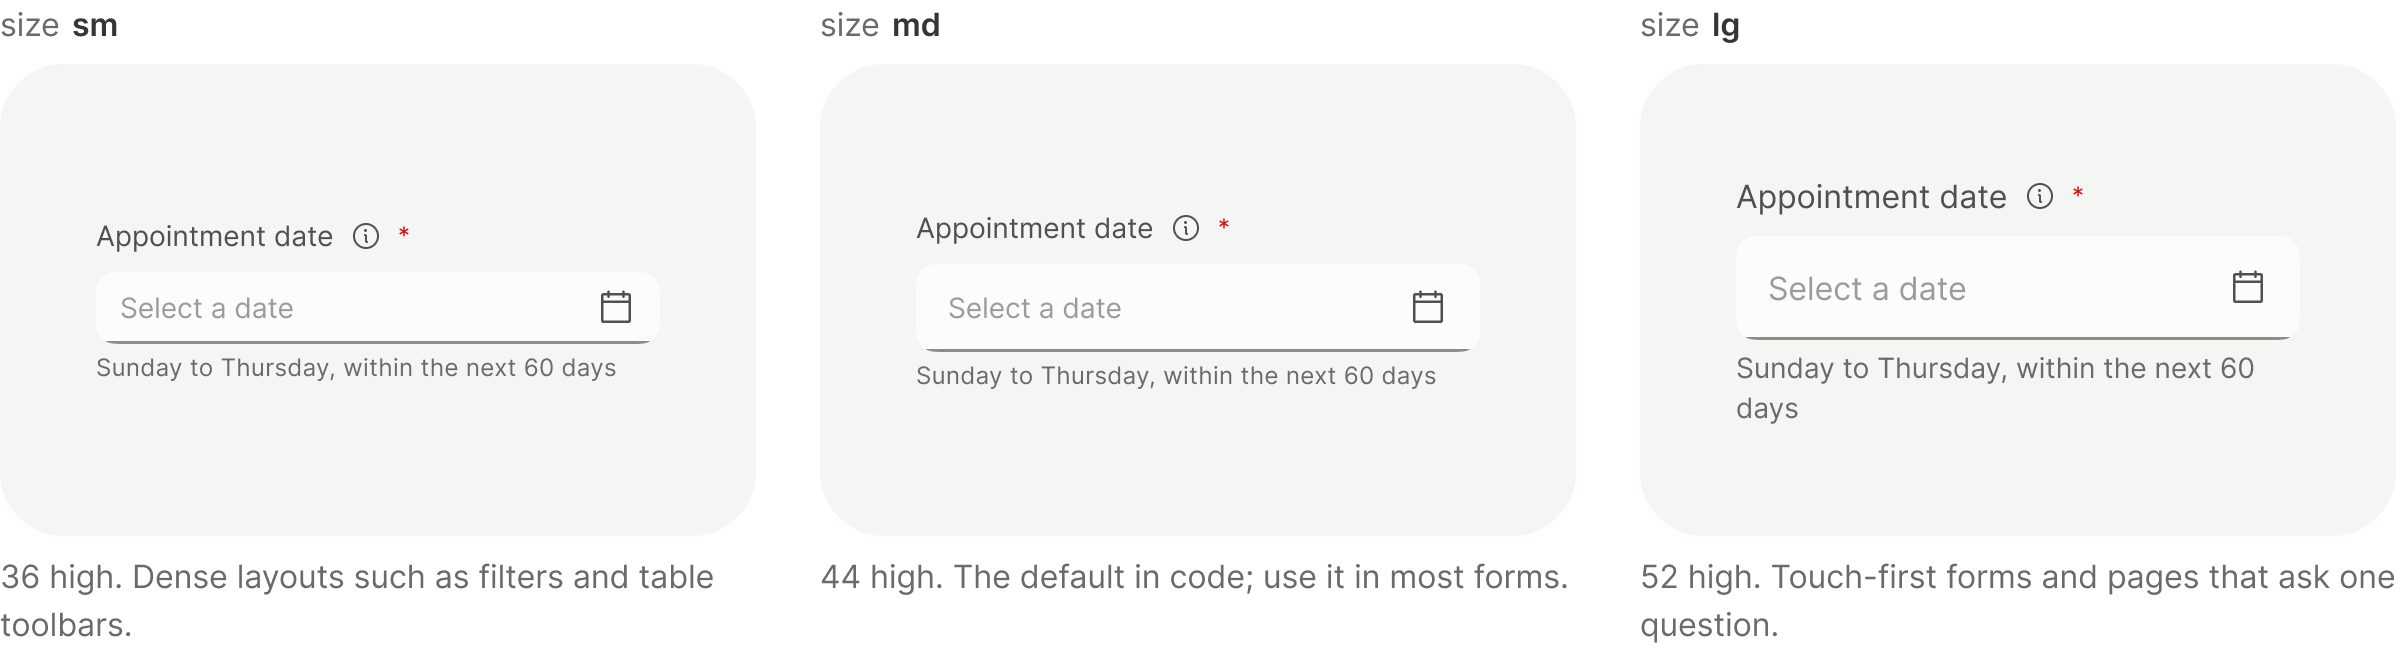 size sm
Appointment date *
Select a date
Sunday to Thursday, within the next 60 days
36 high. Dense layouts such as filters and table
toolbars.
size md
Appointment date *
Select a date
Sunday to Thursday, within the next 60 days
44 high. The default in code; use it in most forms.
size lg
Appointment date *
Select a date
Sunday to Thursday, within the next 60
days
52 high. Touch-first forms and pages that ask one
question.